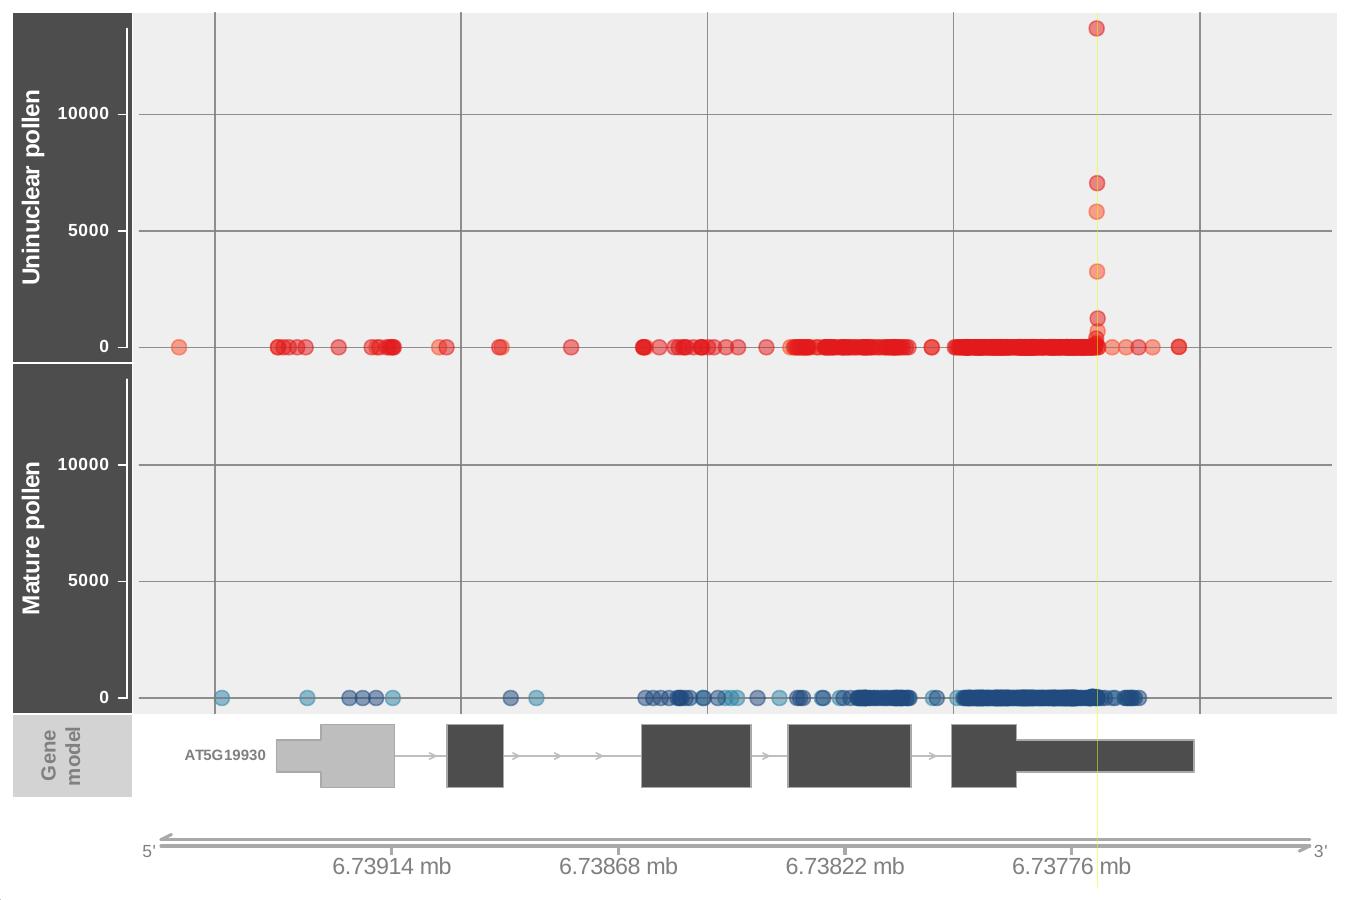 Uninuclear pollen
10000
5000
0
Mature pollen
10000
5000
0
Gene
model
AT5G19930
5'
3'
6.73914 mb
6.73868 mb
6.73822 mb
6.73776 mb